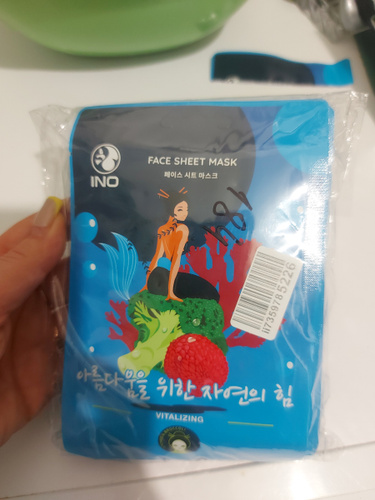 INO
FACE SHEET MASK
페이스 시트 마스크
W7359785226
아름다움을 위한 자연의 힘
VITALIZING